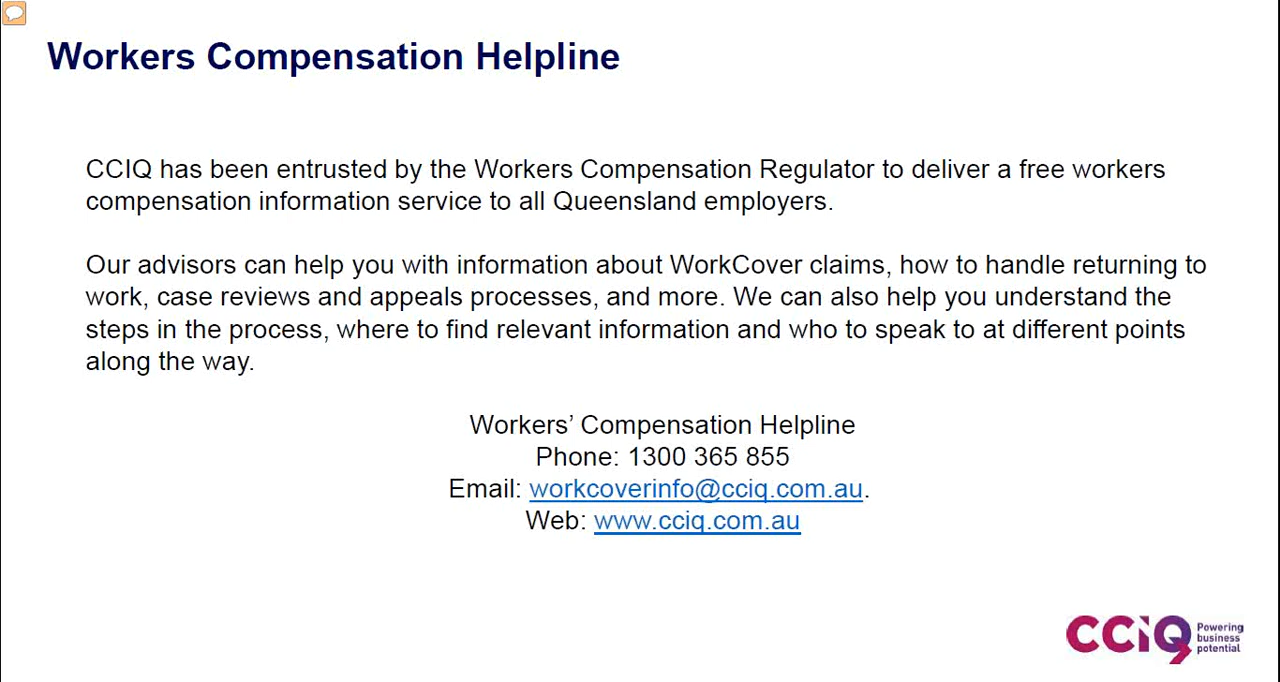 Workers Compensation Helpline
CCIQ has been entrusted by the Workers Compensation Regulator to deliver a free workers
compensation information service to all Queensland employers.
Our advisors can help you with information about WorkCover claims, how to handle returning to
work, case reviews and appeals processes, and more. We can also help you understand the
steps in the process, where to find relevant information and who to speak to at different points
along the way.
Workers’ Compensation Helpline
Phone: 1300 365 855
Email: workcoverinfo@cciq.com.au.
Web: www.cciq.com.au
CCIQ
Powering
business
potential